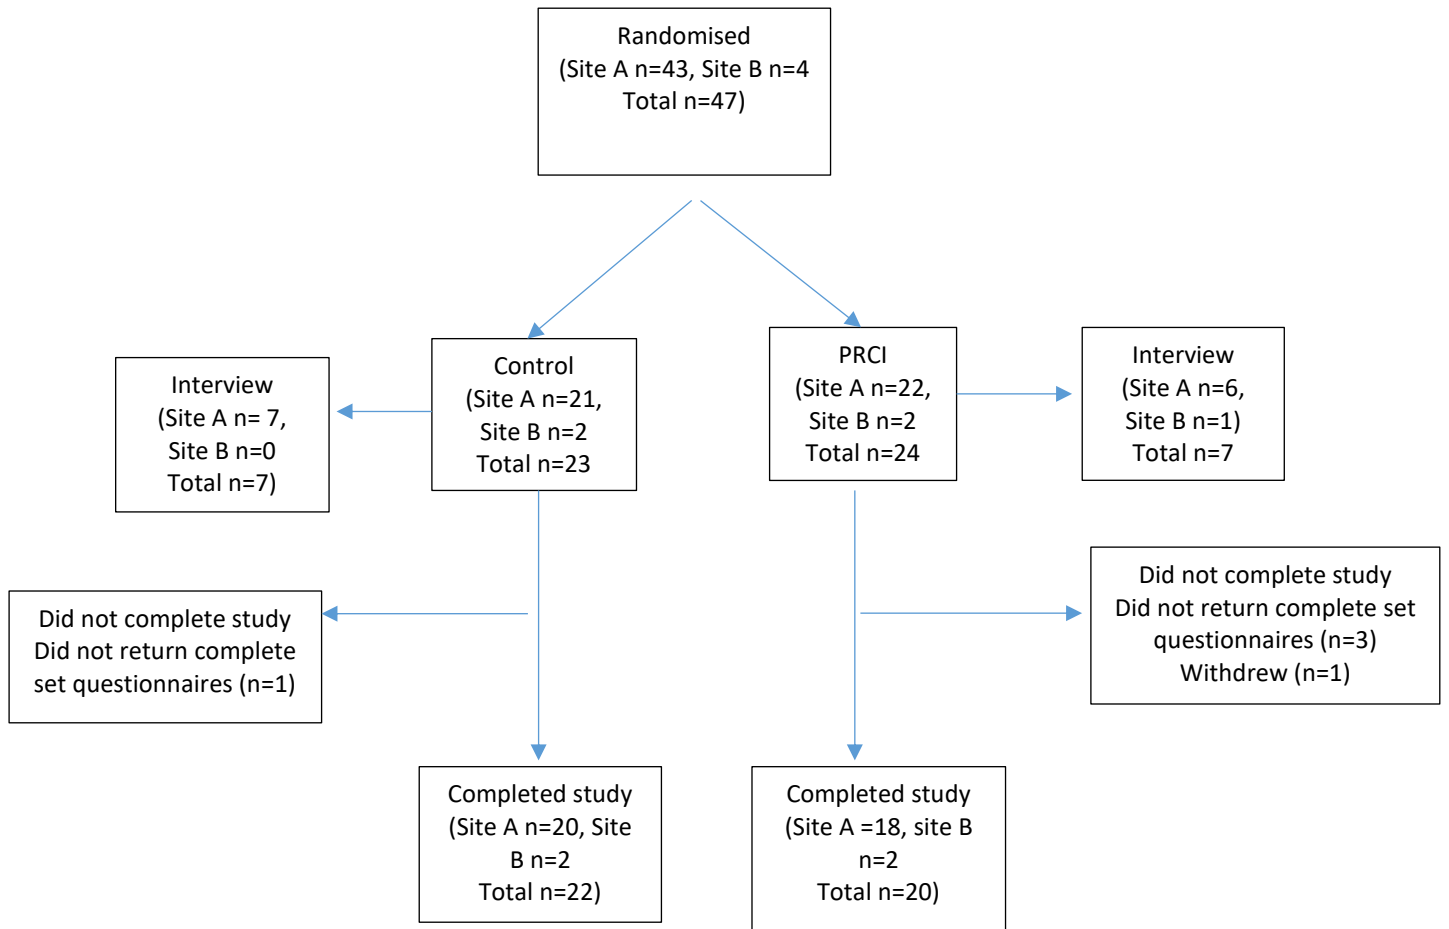 Randomised
(Site A n=43, Site B n=4
Total n=47)
Interview
(Site A n= 7,
Site B n=0
Total n=7)
Control
(Site A n=21,
Site B n=2
Total n=23
PRCI
(Site A n=22,
Site B n=2
Total n=24
Interview
(Site A n=6,
Site B n=1)
Total n=7
Did not complete study
Did not return complete
set questionnaires (n=1)
Did not complete study
Did not return complete set
questionnaires (n=3)
Withdrew (n=1)
Completed study
(Site A n=20, Site
B n=2
Total n=22)
Completed study
(Site A =18, site B
n=2
Total n=20)